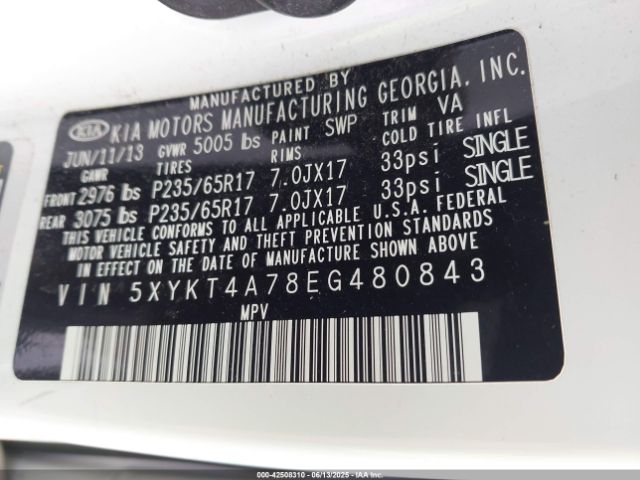 MANUFACTURED BY
KIA KIA MOTORS MANUFACTURING GEORGIA, INC.
JUN/11/13 GVWR 5005 lbs PAINT SWP TRIM VA
GAWR TIRES RIMS COLD TIRE INFL
FRONT 2976 lbs P235/65R17 7.0JX17 33psi SINGLE
REAR 3075 lbs P235/65R17 7.0JX17 33psi SINGLE
THIS VEHICLE CONFORMS TO ALL APPLICABLE U.S.A. FEDERAL
MOTOR VEHICLE SAFETY AND THEFT PREVENTION STANDARDS
IN EFFECT ON THE DATE OF MANUFACTURE SHOWN ABOVE
VIN 5XYKT4A78EG480843
MPV
000-42508310 - 06/13/2025 - COPART.CA